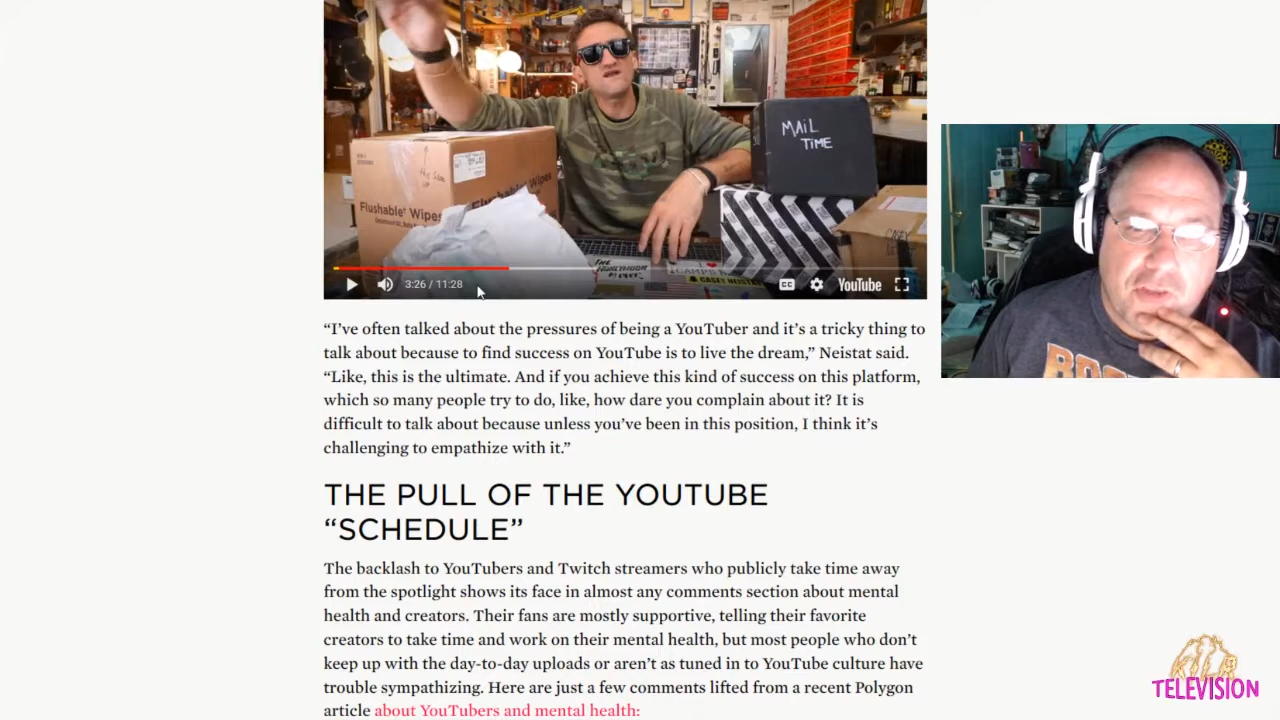 MAiL
TiME
THIS SIDE
UP
Flushable Wipes
Flushable Wipes
CASEY
CASEY NEISTAT
3:26 / 11:28
CC
YouTube
“I’ve often talked about the pressures of being a YouTuber and it’s a tricky thing to
talk about because to find success on YouTube is to live the dream,” Neistat said.
“Like, this is the ultimate. And if you achieve this kind of success on this platform,
which so many people try to do, like, how dare you complain about it? It is
difficult to talk about because unless you’ve been in this position, I think it’s
challenging to empathize with it.”
THE PULL OF THE YOUTUBE
“SCHEDULE”
The backlash to YouTubers and Twitch streamers who publicly take time away
from the spotlight shows its face in almost any comments section about mental
health and creators. Their fans are mostly supportive, telling their favorite
creators to take time and work on their mental health, but most people who don’t
keep up with the day-to-day uploads or aren’t as tuned in to YouTube culture have
trouble sympathizing. Here are just a few comments lifted from a recent Polygon
article about YouTubers and mental health:
TELEVISION